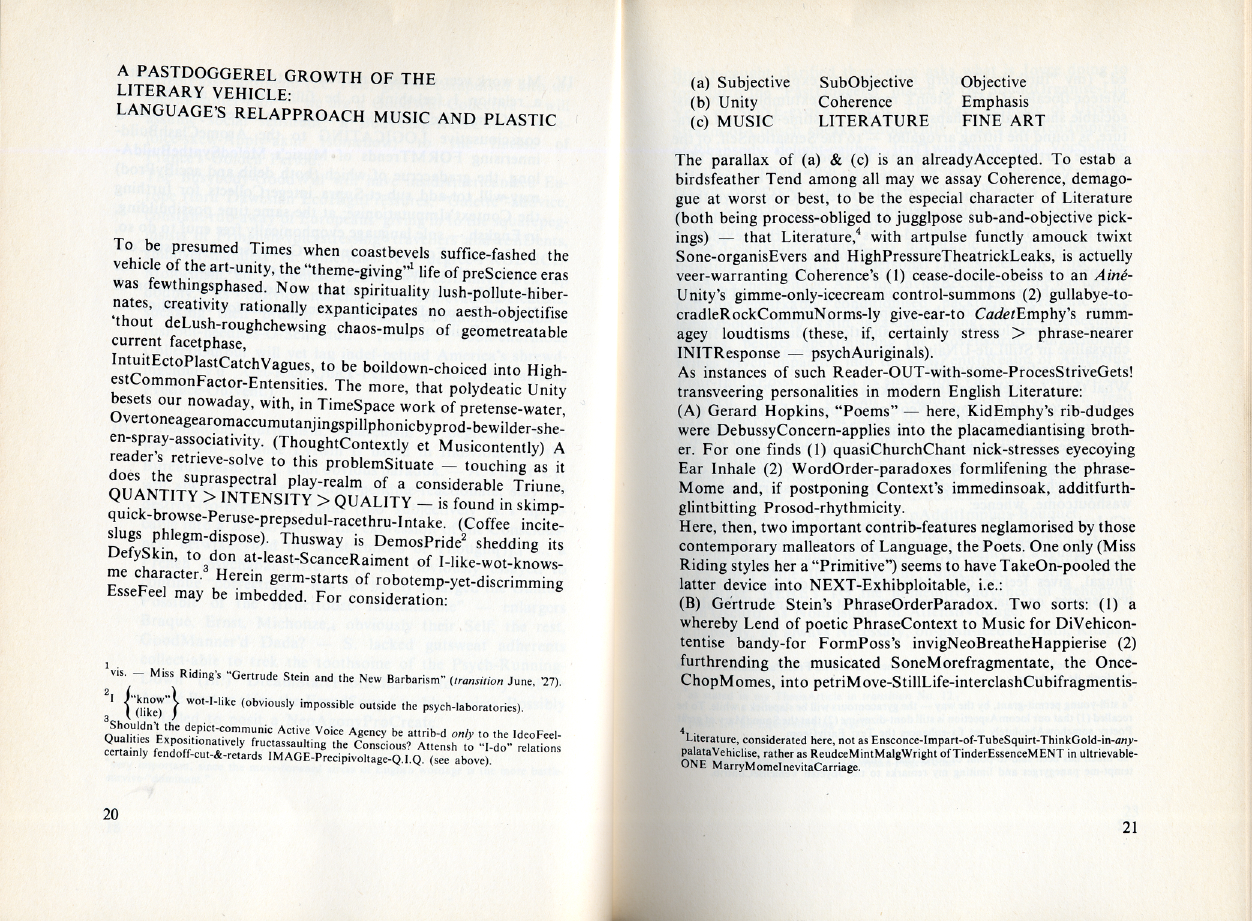 A PASTDOGGEREL GROWTH OF THE
LITERARY VEHICLE:
LANGUAGE'S RELAPPROACH MUSIC AND PLASTIC
To be presumed Times when coastbevels suffice-fashed the
vehicle of the art-unity, the "theme-giving"¹ life of preScience eras
was fewthingsphased. Now that spirituality lush-pollute-hiber-
nates, creativity rationally expanticipates no aesth-objectifise
'thout deLush-roughchewsing chaos-mulps of geometreatable
current facetphase,
IntuitEctoPlastCatchVagues, to be boildown-choiced into High-
estCommonFactor-Entensities. The more, that polydeatic Unity
besets our nowaday, with, in TimeSpace work of pretense-water,
Overtoneagearomaccumutanjingspillphonicbyprod-bewilder-she-
en-spray-associativity. (ThoughtContextly et Musicontently) A
reader's retrieve-solve to this problemSituate — touching as it
does the supraspectral play-realm of a considerable Triune,
QUANTITY > INTENSITY > QUALITY — is found in skimp-
quick-browse-Peruse-prepsedul-racethru-Intake. (Coffee incite-
slugs phlegm-dispose). Thusway is DemosPride² shedding its
DefySkin, to don at-least-ScanceRaiment of I-like-wot-knows-
me character.³ Herein germ-starts of robotemp-yet-discrimming
EsseFeel may be imbedded. For consideration:
¹vis. — Miss Riding's "Gertrude Stein and the New Barbarism" (transition June, '27).
²I {"know" (like)} wot-I-like (obviously impossible outside the psych-laboratories).
³Shouldn't the depict-communic Active Voice Agency be attrib-d only to the IdeoFeel-
Qualities Expositionatively fructassaulting the Conscious? Attensh to "I-do" relations
certainly fendoff-cut-&-retards IMAGE-Precipivoltage-Q.I.Q. (see above).
20
(a) Subjective SubObjective Objective
(b) Unity Coherence Emphasis
(c) MUSIC LITERATURE FINE ART
The parallax of (a) & (c) is an alreadyAccepted. To estab a
birdsfeather Tend among all may we assay Coherence, demago-
gue at worst or best, to be the especial character of Literature
(both being process-obliged to jugglpose sub-and-objective pick-
ings) — that Literature,⁴ with artpulse functly amouck twixt
Sone-organisEvers and HighPressureTheatrickLeaks, is actuelly
veer-warranting Coherence's (1) cease-docile-obeiss to an Ainé-
Unity's gimme-only-icecream control-summons (2) gullabye-to-
cradleRockCommuNorms-ly give-ear-to CadetEmphy's rumm-
agey loudtisms (these, if, certainly stress > phrase-nearer
INITResponse — psychAuriginals).
As instances of such Reader-OUT-with-some-ProcesStriveGets!
transveering personalities in modern English Literature:
(A) Gerard Hopkins, "Poems" — here, KidEmphy's rib-dudges
were DebussyConcern-applies into the placamediantising broth-
er. For one finds (1) quasiChurchChant nick-stresses eyecoying
Ear Inhale (2) WordOrder-paradoxes formlifening the phrase-
Mome and, if postponing Context's immedinsoak, additfurth-
glintbitting Prosod-rhythmicity.
Here, then, two important contrib-features neglamorised by those
contemporary malleators of Language, the Poets. One only (Miss
Riding styles her a "Primitive") seems to have TakeOn-pooled the
latter device into NEXT-Exhibploitable, i.e.:
(B) Gertrude Stein's PhraseOrderParadox. Two sorts: (1) a
whereby Lend of poetic PhraseContext to Music for DiVehicon-
tentise bandy-for FormPoss's invigNeoBreatheHappierise (2)
furthrending the musicated SoneMorefragmentate, the Once-
ChopMomes, into petriMove-StillLife-interclashCubifragmentis-
⁴Literature, considered here, not as Ensconce-Impart-of-TubeSquirt-ThinkGold-in-any-
palataVehiclise, rather as ReudceMintMalgWright of TinderEssenceMENT in ultrievable-
ONE MarryMomeInevitaCarriage.
21